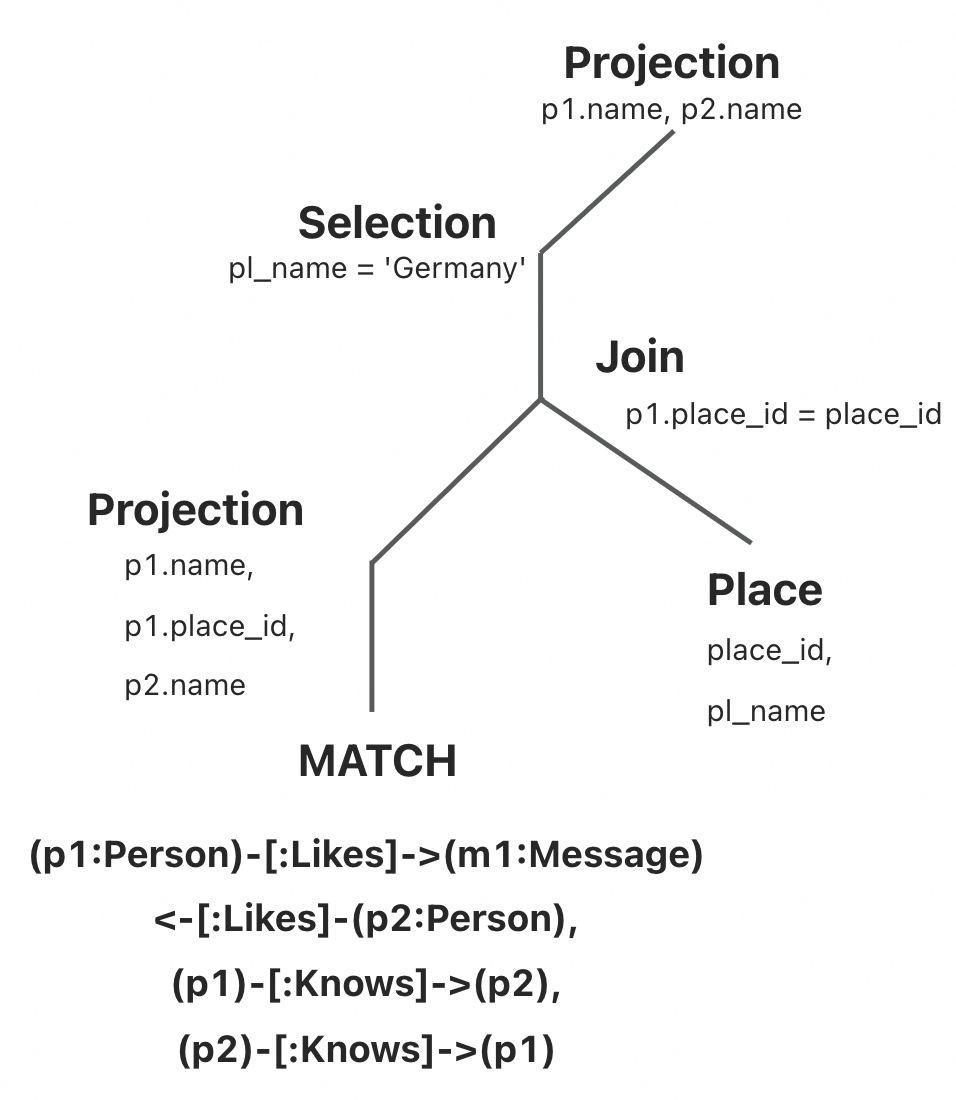 Projection
p1.name, p2.name
Selection
pl_name = 'Germany'
Join
p1.place_id = place_id
Projection
p1.name,
p1.place_id,
p2.name
Place
place_id,
pl_name
MATCH
(p1:Person)-[:Likes]->(m1:Message)
<-[:Likes]-(p2:Person),
(p1)-[:Knows]->(p2),
(p2)-[:Knows]->(p1)